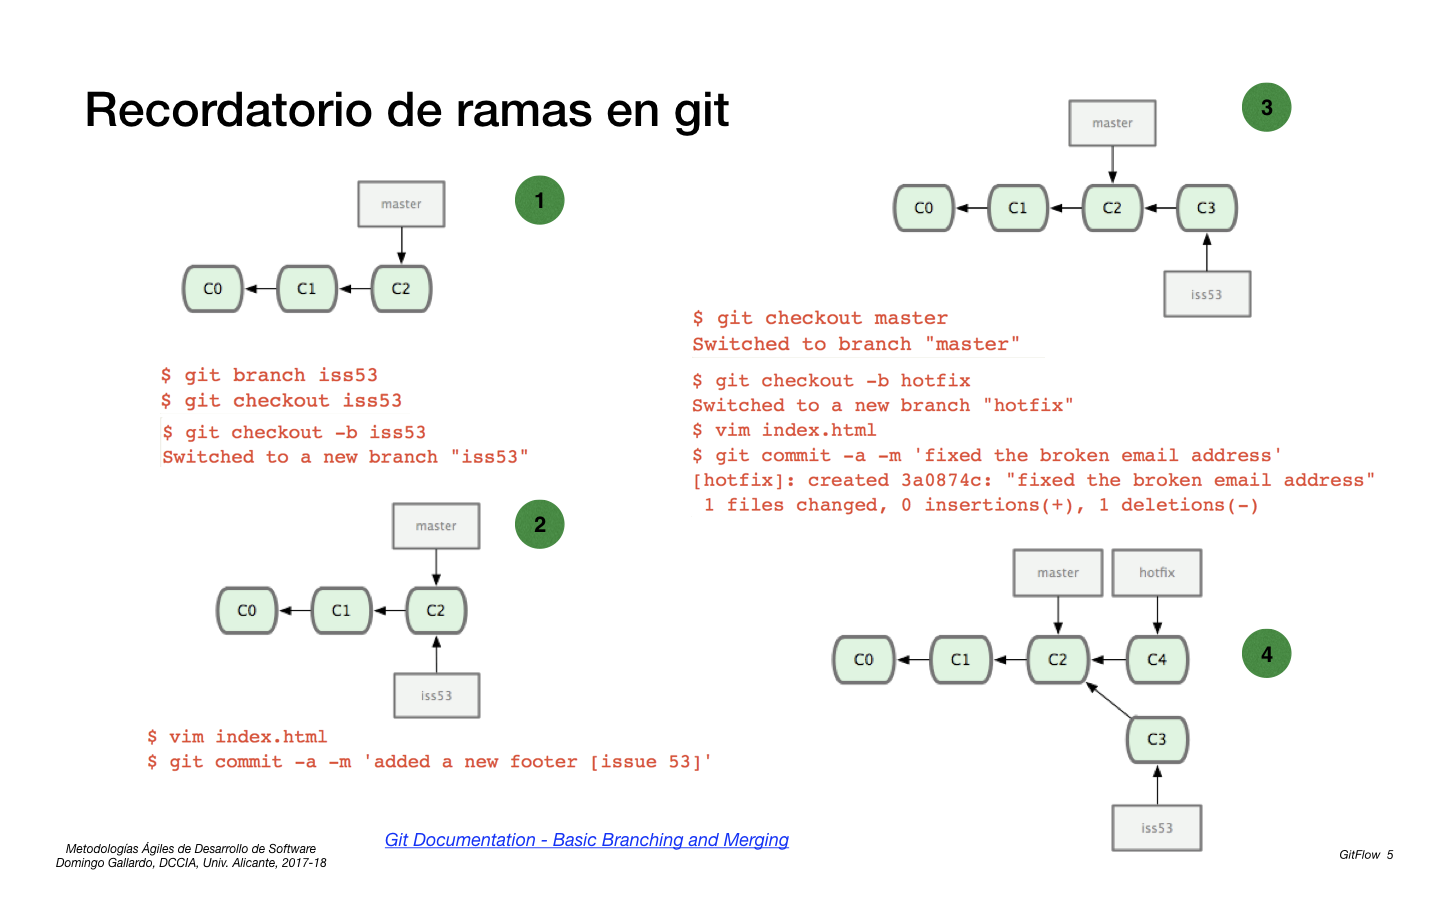 Recordatorio de ramas en git
1
master
C0 C1 C2
$ git branch iss53
$ git checkout iss53
$ git checkout -b iss53
Switched to a new branch "iss53"
2
master
C0 C1 C2
iss53
$ vim index.html
$ git commit -a -m 'added a new footer [issue 53]'
3
master
C0 C1 C2 C3
iss53
$ git checkout master
Switched to branch "master"
$ git checkout -b hotfix
Switched to a new branch "hotfix"
$ vim index.html
$ git commit -a -m 'fixed the broken email address'
[hotfix]: created 3a0874c: "fixed the broken email address"
1 files changed, 0 insertions(+), 1 deletions(-)
master hotfix
C0 C1 C2 C4
4
C3
iss53
Git Documentation - Basic Branching and Merging
Metodologías Ágiles de Desarrollo de Software
Domingo Gallardo, DCCIA, Univ. Alicante, 2017-18
GitFlow 5